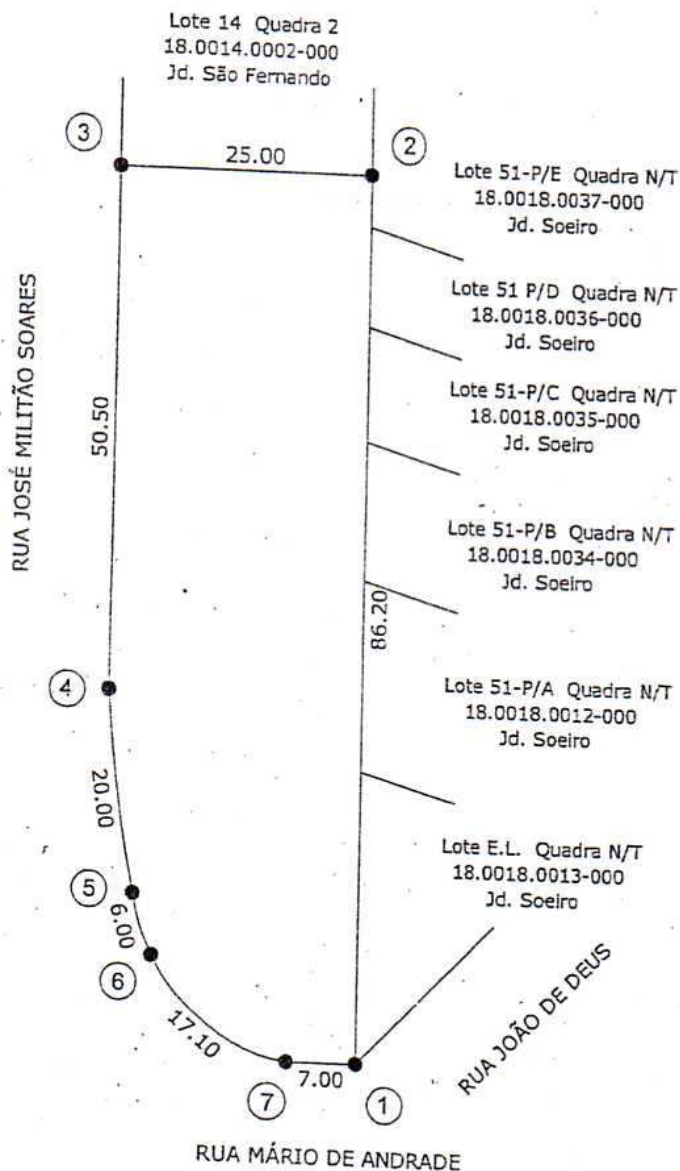 Lote 14 Quadra 2
18.0014.0002-000
Jd. São Fernando
3
2
25.00
Lote 51-P/E Quadra N/T
18.0018.0037-000
Jd. Soeiro
Lote 51 P/D Quadra N/T
18.0018.0036-000
Jd. Soeiro
RUA JOSÉ MILITÃO SOARES
50.50
Lote 51-P/C Quadra N/T
18.0018.0035-000
Jd. Soeiro
Lote 51-P/B Quadra N/T
18.0018.0034-000
Jd. Soeiro
86.20
4
Lote 51-P/A Quadra N/T
18.0018.0012-000
Jd. Soeiro
20.00
Lote E.L. Quadra N/T
18.0018.0013-000
Jd. Soeiro
5
6.00
6
17.10
RUA JOÃO DE DEUS
7.00
7
1
RUA MÁRIO DE ANDRADE